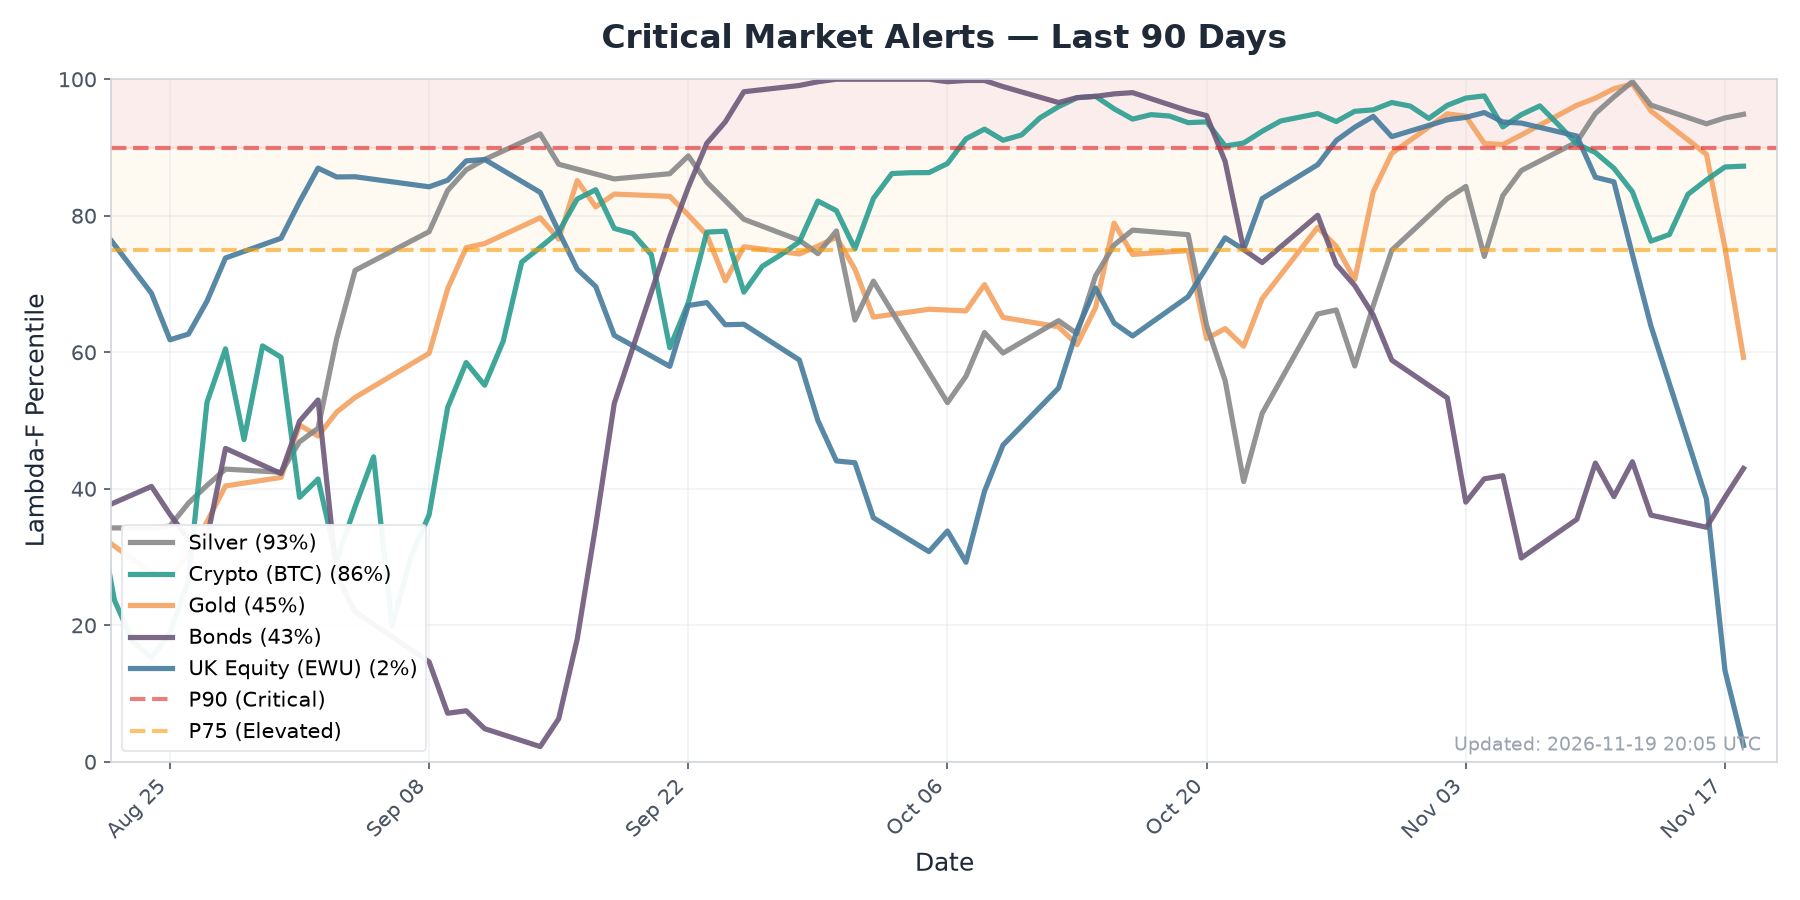 Critical Market Alerts — Last 90 Days
Lambda-F Percentile
100
80
60
40
20
0
Silver (93%)
Crypto (BTC) (86%)
Gold (45%)
Bonds (43%)
UK Equity (EWU) (2%)
P90 (Critical)
P75 (Elevated)
Updated: 2026-11-19 20:05 UTC
Aug 25
Sep 08
Sep 22
Oct 06
Oct 20
Nov 03
Nov 17
Date